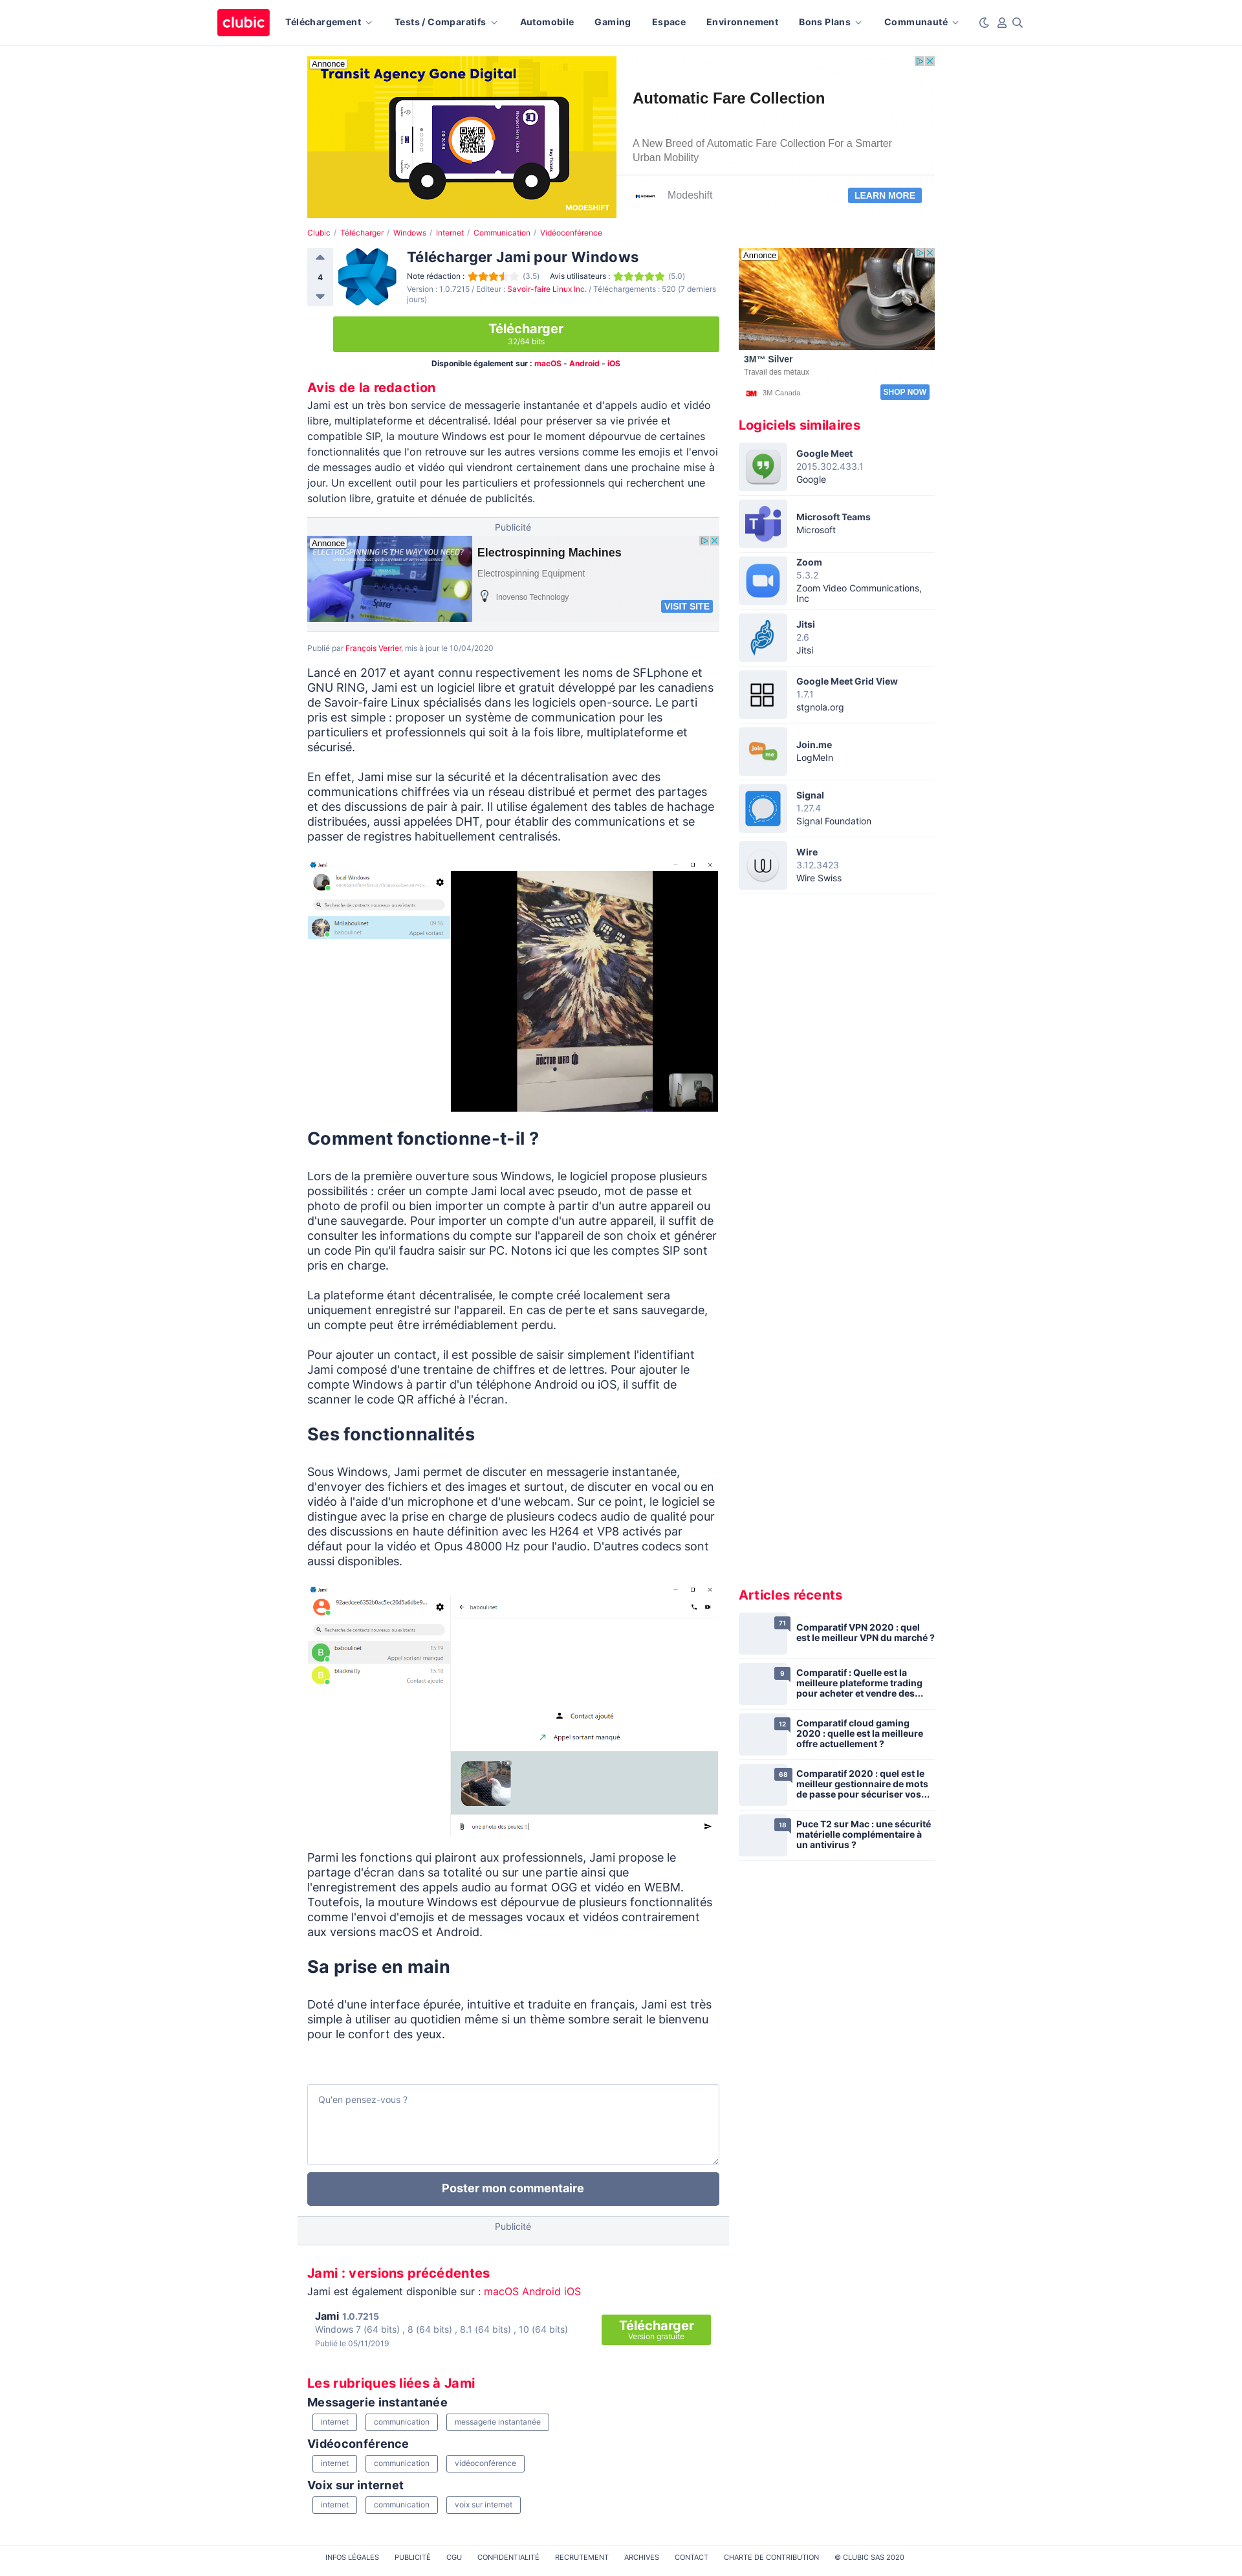 clubic
Téléchargement
Tests / Comparatifs
Automobile
Gaming
Espace
Environnement
Bons Plans
Communauté
Annonce
Transit Agency Gone Digital
MODESHIFT
Automatic Fare Collection
A New Breed of Automatic Fare Collection For a Smarter
Urban Mobility
Modeshift
LEARN MORE
Clubic / Télécharger / Windows / Internet / Communication / Vidéoconférence
4
Télécharger Jami pour Windows
Note rédaction : (3.5) Avis utilisateurs : (5.0)
Version : 1.0.7215 / Editeur : Savoir-faire Linux Inc. / Téléchargements : 520 (7 derniers
jours)
Télécharger
32/64 bits
Disponible également sur : macOS - Android - iOS
Avis de la redaction
Jami est un très bon service de messagerie instantanée et d'appels audio et vidéo
libre, multiplateforme et décentralisé. Idéal pour préserver sa vie privée et
compatible SIP, la mouture Windows est pour le moment dépourvue de certaines
fonctionnalités que l'on retrouve sur les autres versions comme les emojis et l'envoi
de messages audio et vidéo qui viendront certainement dans une prochaine mise à
jour. Un excellent outil pour les particuliers et professionnels qui recherchent une
solution libre, gratuite et dénuée de publicités.
Publicité
Annonce
ELECTROSPINNING IS THE WAY YOU NEED?
Spinner
Electrospinning Machines
Electrospinning Equipment
Inovenso Technology
VISIT SITE
Publié par François Verrier, mis à jour le 10/04/2020
Lancé en 2017 et ayant connu respectivement les noms de SFLphone et
GNU RING, Jami est un logiciel libre et gratuit développé par les canadiens
de Savoir-faire Linux spécialisés dans les logiciels open-source. Le parti
pris est simple : proposer un système de communication pour les
particuliers et professionnels qui soit à la fois libre, multiplateforme et
sécurisé.
En effet, Jami mise sur la sécurité et la décentralisation avec des
communications chiffrées via un réseau distribué et permet des partages
et des discussions de pair à pair. Il utilise également des tables de hachage
distribuées, aussi appelées DHT, pour établir des communications et se
passer de registres habituellement centralisés.
Jami
local Windows
Recherche de contacts nouveaux ou existants
Mrillaboulinet 09:16
baboulinet Appel sortant
DOCTOR WHO
Comment fonctionne-t-il ?
Lors de la première ouverture sous Windows, le logiciel propose plusieurs
possibilités : créer un compte Jami local avec pseudo, mot de passe et
photo de profil ou bien importer un compte à partir d'un autre appareil ou
d'une sauvegarde. Pour importer un compte d'un autre appareil, il suffit de
consulter les informations du compte sur l'appareil de son choix et générer
un code Pin qu'il faudra saisir sur PC. Notons ici que les comptes SIP sont
pris en charge.
La plateforme étant décentralisée, le compte créé localement sera
uniquement enregistré sur l'appareil. En cas de perte et sans sauvegarde,
un compte peut être irrémédiablement perdu.
Pour ajouter un contact, il est possible de saisir simplement l'identifiant
Jami composé d'une trentaine de chiffres et de lettres. Pour ajouter le
compte Windows à partir d'un téléphone Android ou iOS, il suffit de
scanner le code QR affiché à l'écran.
Ses fonctionnalités
Sous Windows, Jami permet de discuter en messagerie instantanée,
d'envoyer des fichiers et des images et surtout, de discuter en vocal ou en
vidéo à l'aide d'un microphone et d'une webcam. Sur ce point, le logiciel se
distingue avec la prise en charge de plusieurs codecs audio de qualité pour
des discussions en haute définition avec les H264 et VP8 activés par
défaut pour la vidéo et Opus 48000 Hz pour l'audio. D'autres codecs sont
aussi disponibles.
Jami
92aerdcee6352b0ac5ec20d5a6dbe9...
Recherche de contacts nouveaux ou existants
B
baboulinet 15:19
Appel sortant manqué
B
blacknally 15:18
Contact ajouté
baboulinet
Contact ajouté
Appel sortant manqué
une photo des poules !!
Parmi les fonctions qui plairont aux professionnels, Jami propose le
partage d'écran dans sa totalité ou sur une partie ainsi que
l'enregistrement des appels audio au format OGG et vidéo en WEBM.
Toutefois, la mouture Windows est dépourvue de plusieurs fonctionnalités
comme l'envoi d'emojis et de messages vocaux et vidéos contrairement
aux versions macOS et Android.
Sa prise en main
Doté d'une interface épurée, intuitive et traduite en français, Jami est très
simple à utiliser au quotidien même si un thème sombre serait le bienvenu
pour le confort des yeux.
Qu'en pensez-vous ?
Poster mon commentaire
Publicité
Jami : versions précédentes
Jami est également disponible sur : macOS Android iOS
Jami 1.0.7215
Windows 7 (64 bits) , 8 (64 bits) , 8.1 (64 bits) , 10 (64 bits)
Publié le 05/11/2019
Télécharger
Version gratuite
Les rubriques liées à Jami
Messagerie instantanée
internet communication messagerie instantanée
Vidéoconférence
internet communication vidéoconférence
Voix sur internet
internet communication voix sur internet
Annonce
3M™ Silver
Travail des métaux
3M
3M Canada
SHOP NOW
Logiciels similaires
Google Meet
2015.302.433.1
Google
Microsoft Teams
Microsoft
Zoom
5.3.2
Zoom Video Communications,
Inc
Jitsi
2.6
Jitsi
Google Meet Grid View
1.7.1
stgnola.org
join
me
Join.me
LogMeIn
Signal
1.27.4
Signal Foundation
Wire
3.12.3423
Wire Swiss
Articles récents
71
Comparatif VPN 2020 : quel
est le meilleur VPN du marché ?
9
Comparatif : Quelle est la
meilleure plateforme trading
pour acheter et vendre des...
12
Comparatif cloud gaming
2020 : quelle est la meilleure
offre actuellement ?
68
Comparatif 2020 : quel est le
meilleur gestionnaire de mots
de passe pour sécuriser vos...
18
Puce T2 sur Mac : une sécurité
matérielle complémentaire à
un antivirus ?
INFOS LÉGALES
PUBLICITÉ
CGU
CONFIDENTIALITÉ
RECRUTEMENT
ARCHIVES
CONTACT
CHARTE DE CONTRIBUTION
© CLUBIC SAS 2020